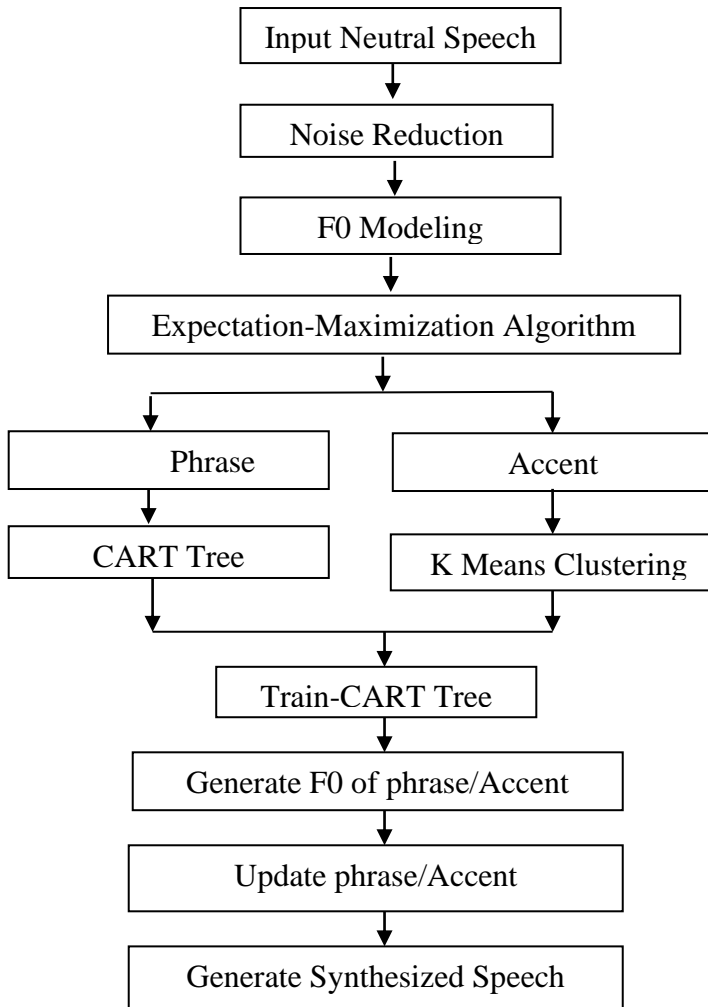 Input Neutral Speech
Noise Reduction
F0 Modeling
Expectation-Maximization Algorithm
Phrase
Accent
CART Tree
K Means Clustering
Train-CART Tree
Generate F0 of phrase/Accent
Update phrase/Accent
Generate Synthesized Speech